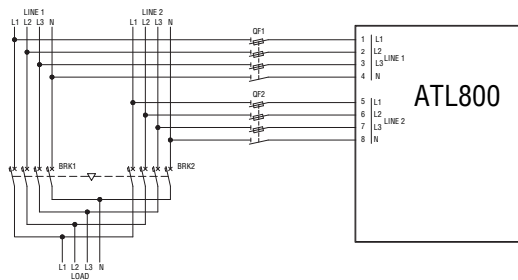 LINE 1 LINE 2
L1 L2 L3 N L1 L2 L3 N
QF1
1 L1
2 L2
3 L3 LINE 1
4 N
QF2
5 L1
6 L2
7 L3 LINE 2
8 N
ATL800
BRK1 BRK2
L1 L2 L3 N
LOAD